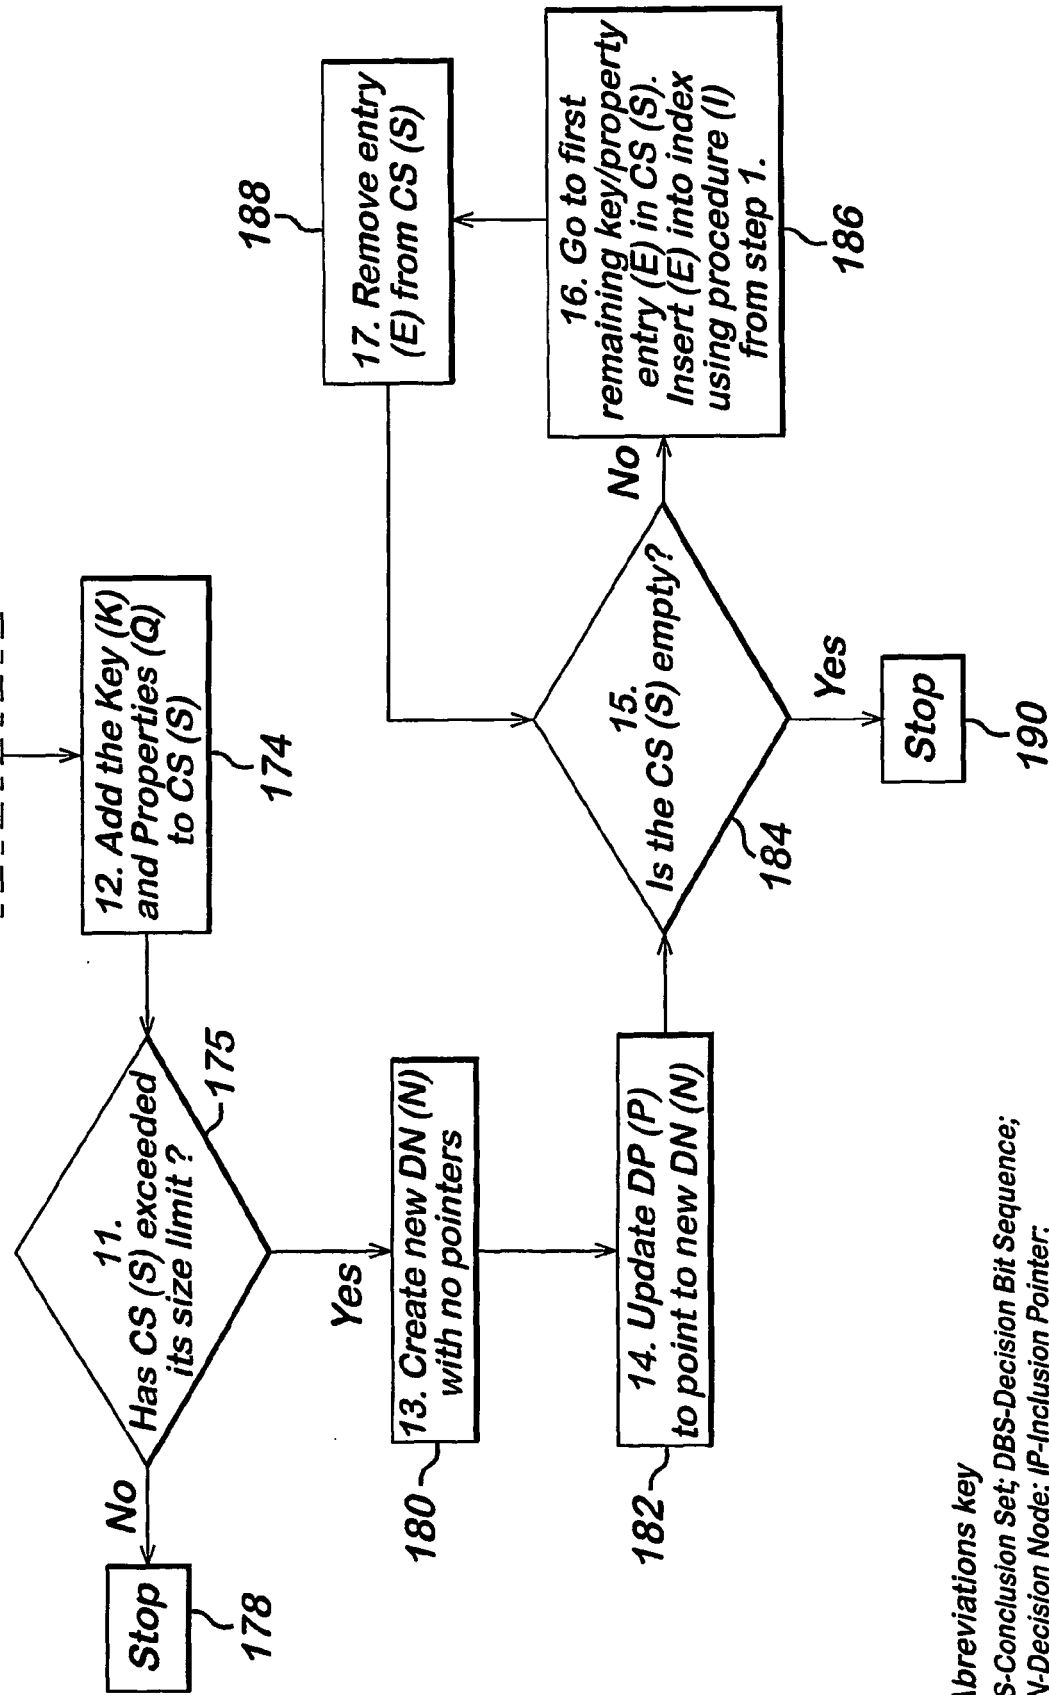 12. Add the Key (K)
and Properties (Q)
to CS (S)
174
11.
Has CS (S) exceeded
its size limit ?
175
No
Stop
178
Yes
13. Create new DN (N)
with no pointers
180
14. Update DP (P)
to point to new DN (N)
182
15.
Is the CS (S) empty?
184
Yes
Stop
190
No
16. Go to first
remaining key/property
entry (E) in CS (S).
Insert (E) into index
using procedure (I)
from step 1.
186
17. Remove entry
(E) from CS (S)
188
Abreviations key
S-Conclusion Set; DBS-Decision Bit Sequence;
N-Decision Node; IP-Inclusion Pointer;